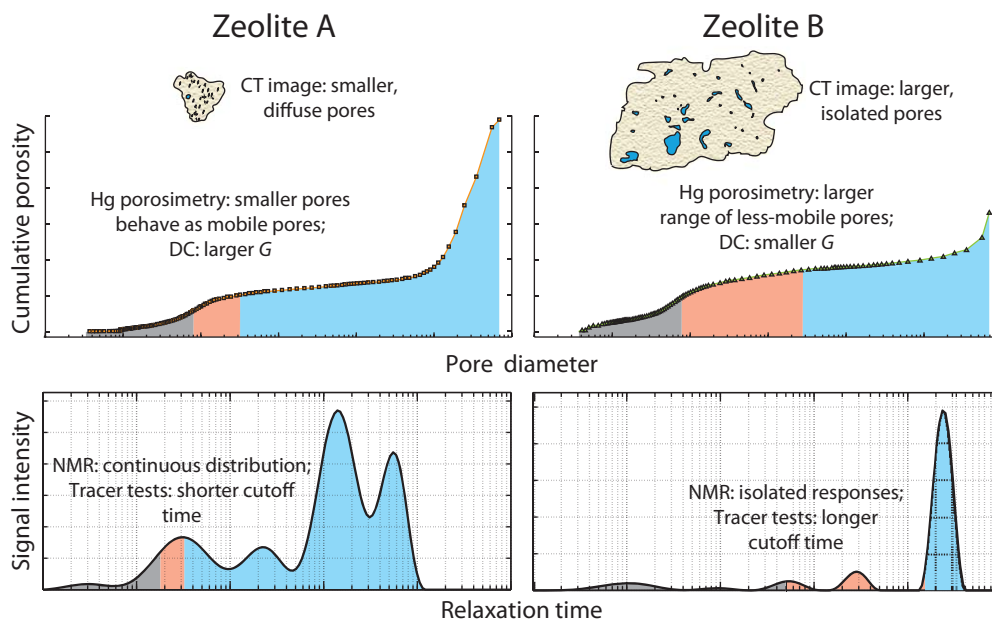 Zeolite A
Zeolite B
CT image: smaller,
diffuse pores
CT image: larger,
isolated pores
Cumulative porosity
Hg porosimetry: smaller pores
behave as mobile pores;
DC: larger G
Hg porosimetry: larger
range of less-mobile pores;
DC: smaller G
Pore diameter
Signal intensity
NMR: continuous distribution;
Tracer tests: shorter cutoff
time
NMR: isolated responses;
Tracer tests: longer
cutoff time
Relaxation time